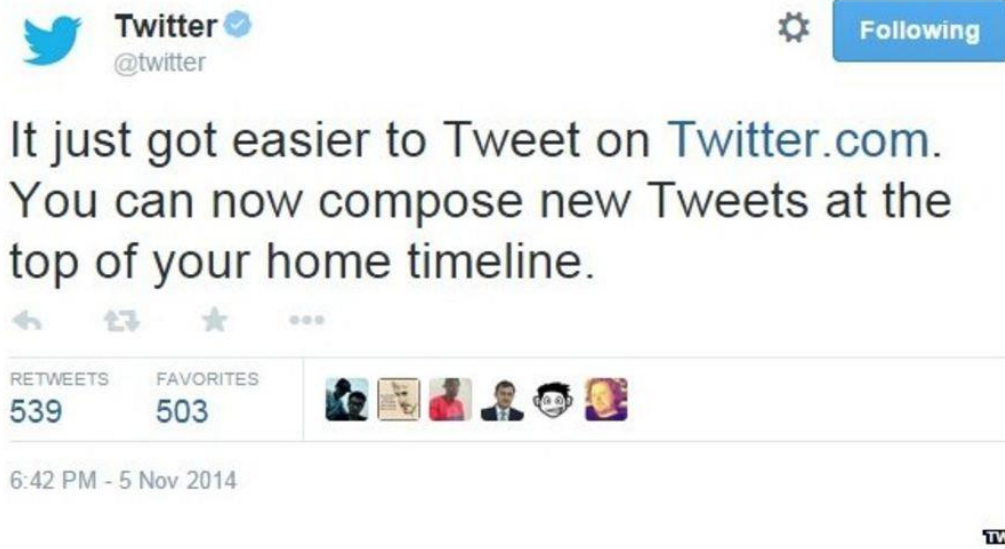 Twitter
@twitter
Following
It just got easier to Tweet on Twitter.com.
You can now compose new Tweets at the
top of your home timeline.
RETWEETS FAVORITES
539 503
6:42 PM - 5 Nov 2014